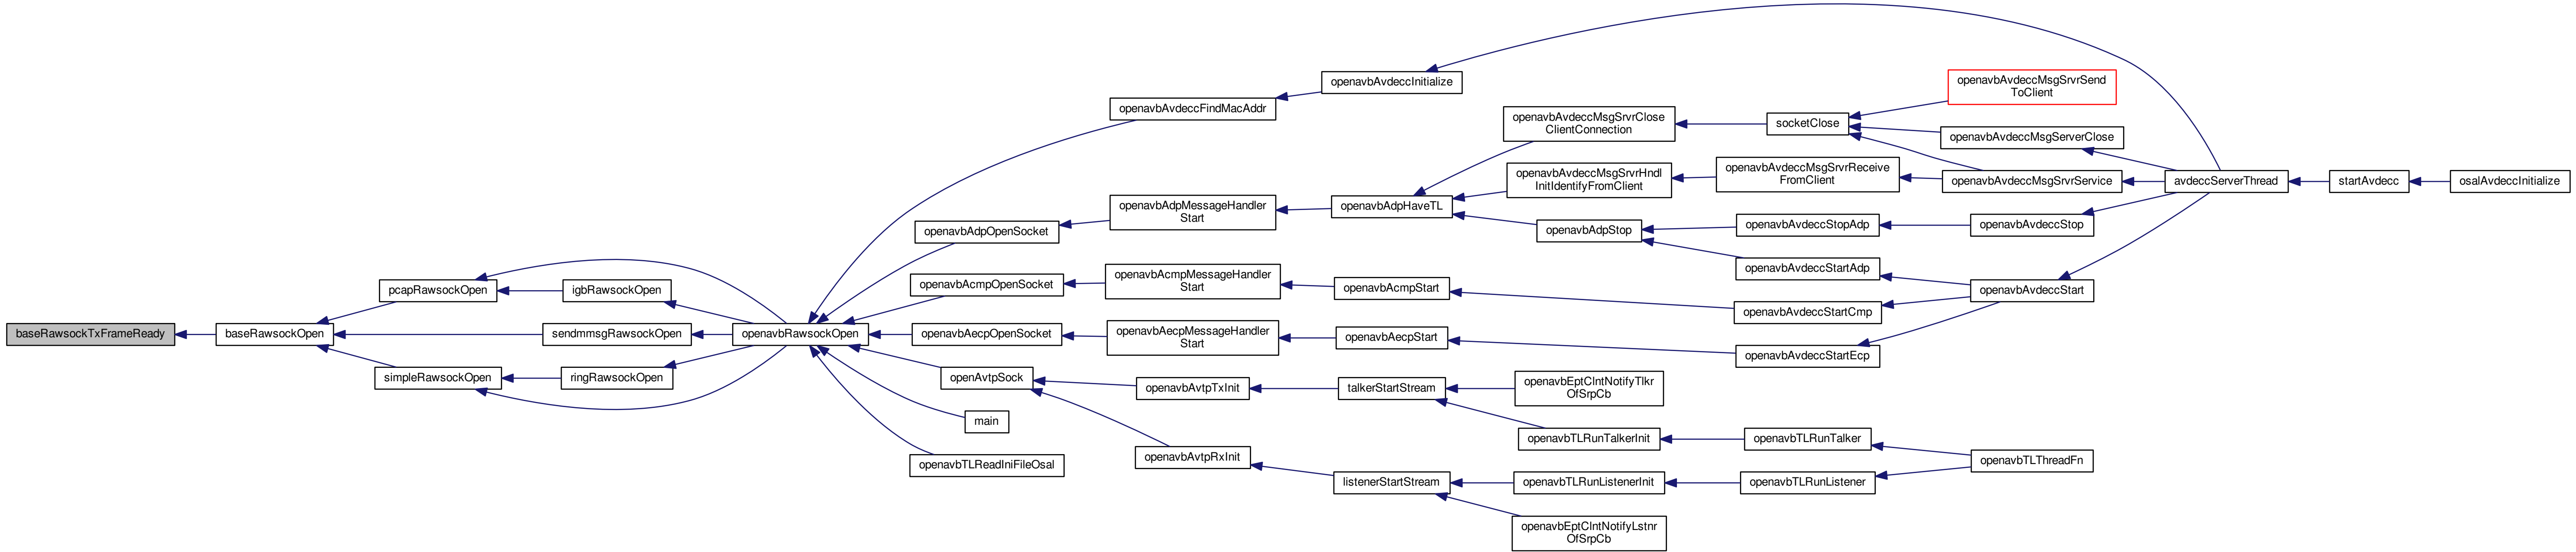 baseRawsockTxFrameReady
baseRawsockOpen
pcapRawsockOpen
sendmmsgRawsockOpen
simpleRawsockOpen
igbRawsockOpen
ringRawsockOpen
openavbRawsockOpen
openavbAvdeccFindMacAddr
openavbAdpOpenSocket
openavbAcmpOpenSocket
openavbAecpOpenSocket
openAvtpSock
main
openavbTLReadIniFileOsal
openavbAvdeccInitialize
openavbAdpMessageHandler
Start
openavbAcmpMessageHandler
Start
openavbAecpMessageHandler
Start
openavbAvtpTxInit
openavbAvtpRxInit
openavbAdpHaveTL
openavbAcmpStart
openavbAecpStart
talkerStartStream
listenerStartStream
openavbAvdeccMsgSrvrClose
ClientConnection
openavbAvdeccMsgSrvrHndl
InitIdentifyFromClient
openavbAdpStop
openavbEptClntNotifyTlkr
OfSrpCb
openavbTLRunTalkerInit
openavbTLRunListenerInit
openavbEptClntNotifyLstnr
OfSrpCb
socketClose
openavbAvdeccMsgSrvrReceive
FromClient
openavbAvdeccStopAdp
openavbAvdeccStartAdp
openavbAvdeccStartCmp
openavbAvdeccStartEcp
openavbTLRunTalker
openavbTLRunListener
openavbAvdeccMsgSrvrSend
ToClient
openavbAvdeccMsgServerClose
openavbAvdeccMsgSrvrService
openavbAvdeccStop
openavbAvdeccStart
openavbTLThreadFn
avdeccServerThread
startAvdecc
osalAvdeccInitialize